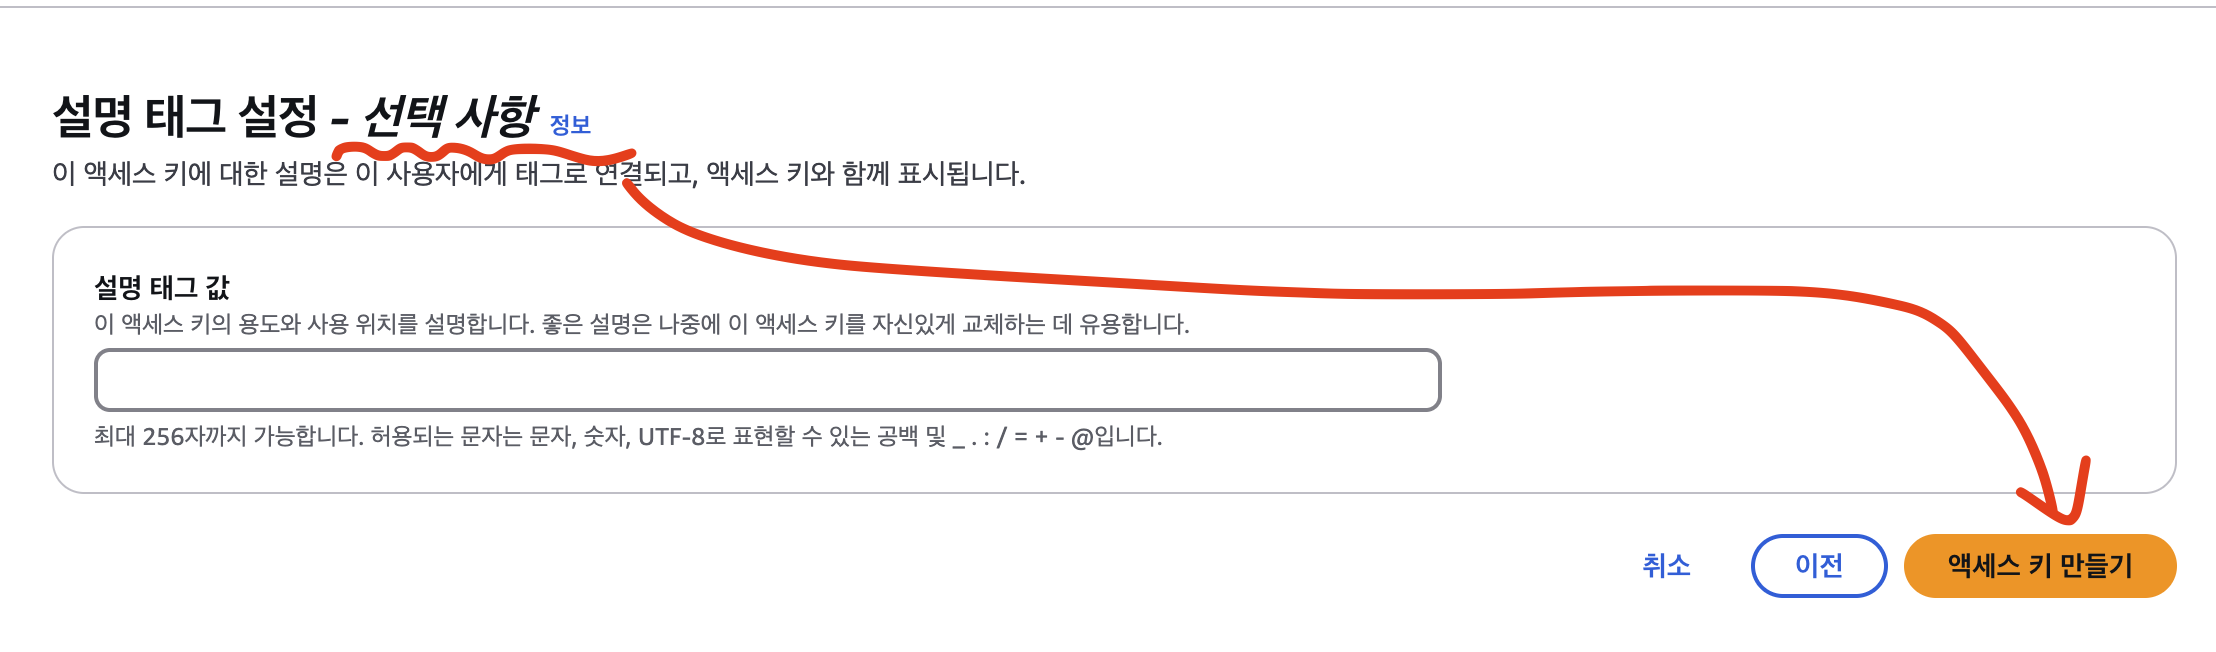 설명 태그 설정 - 선택 사항 정보
이 액세스 키에 대한 설명은 이 사용자에게 태그로 연결되고, 액세스 키와 함께 표시됩니다.
설명 태그 값
이 액세스 키의 용도와 사용 위치를 설명합니다. 좋은 설명은 나중에 이 액세스 키를 자신있게 교체하는 데 유용합니다.
최대 256자까지 가능합니다. 허용되는 문자는 문자, 숫자, UTF-8로 표현할 수 있는 공백 및 _ . : / = + - @입니다.
취소 이전 액세스 키 만들기